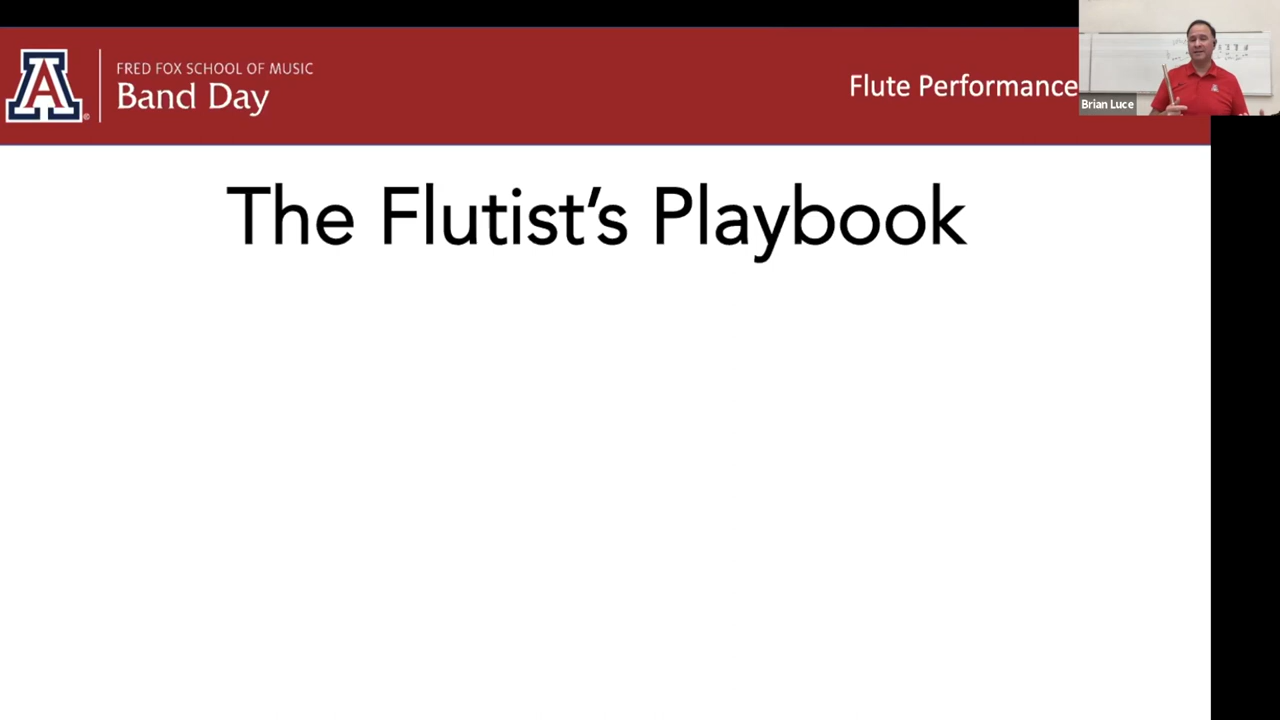 A
FRED FOX SCHOOL OF MUSIC
Band Day
Flute Performance
Brian Luce
The Flutist's Playbook